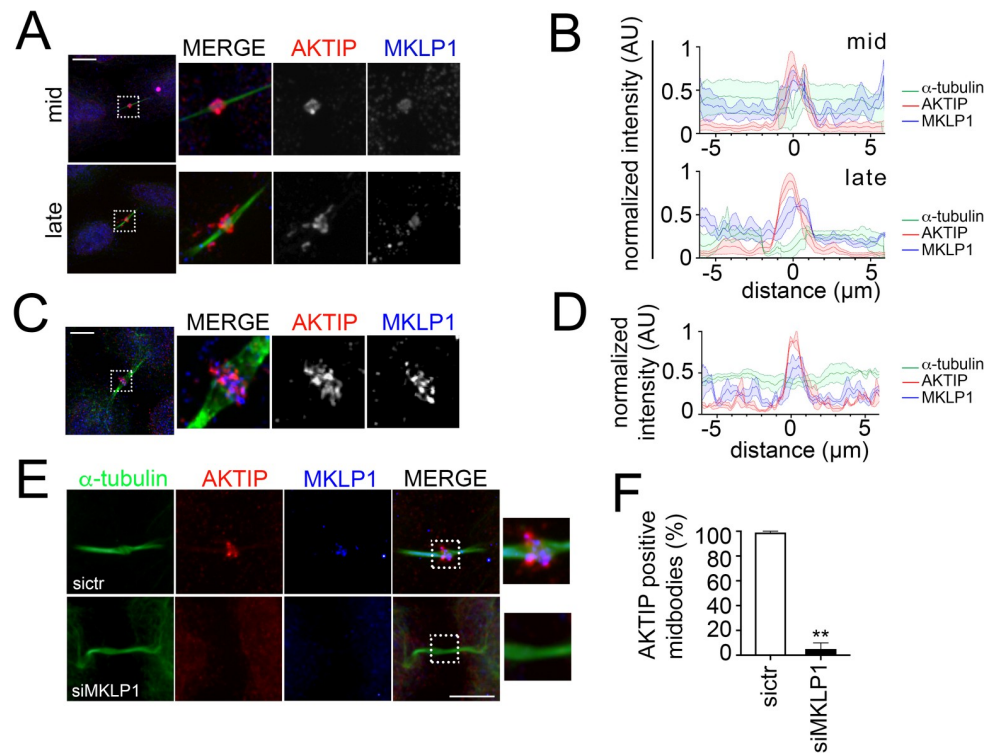 A
MERGE AKTIP MKLP1
mid
late
B
normalized intensity (AU)
mid
1
0.5
0
-5 0 5
α-tubulin
AKTIP
MKLP1
late
1
0.5
0
-5 0 5
distance (µm)
α-tubulin
AKTIP
MKLP1
C
MERGE AKTIP MKLP1
D
normalized
intensity (AU)
1
0.5
0
-5 0 5
distance (µm)
α-tubulin
AKTIP
MKLP1
E
α-tubulin AKTIP MKLP1 MERGE
sictr
siMKLP1
F
AKTIP positive
midbodies (%)
100
80
60
40
20
0
**
sictr
siMKLP1